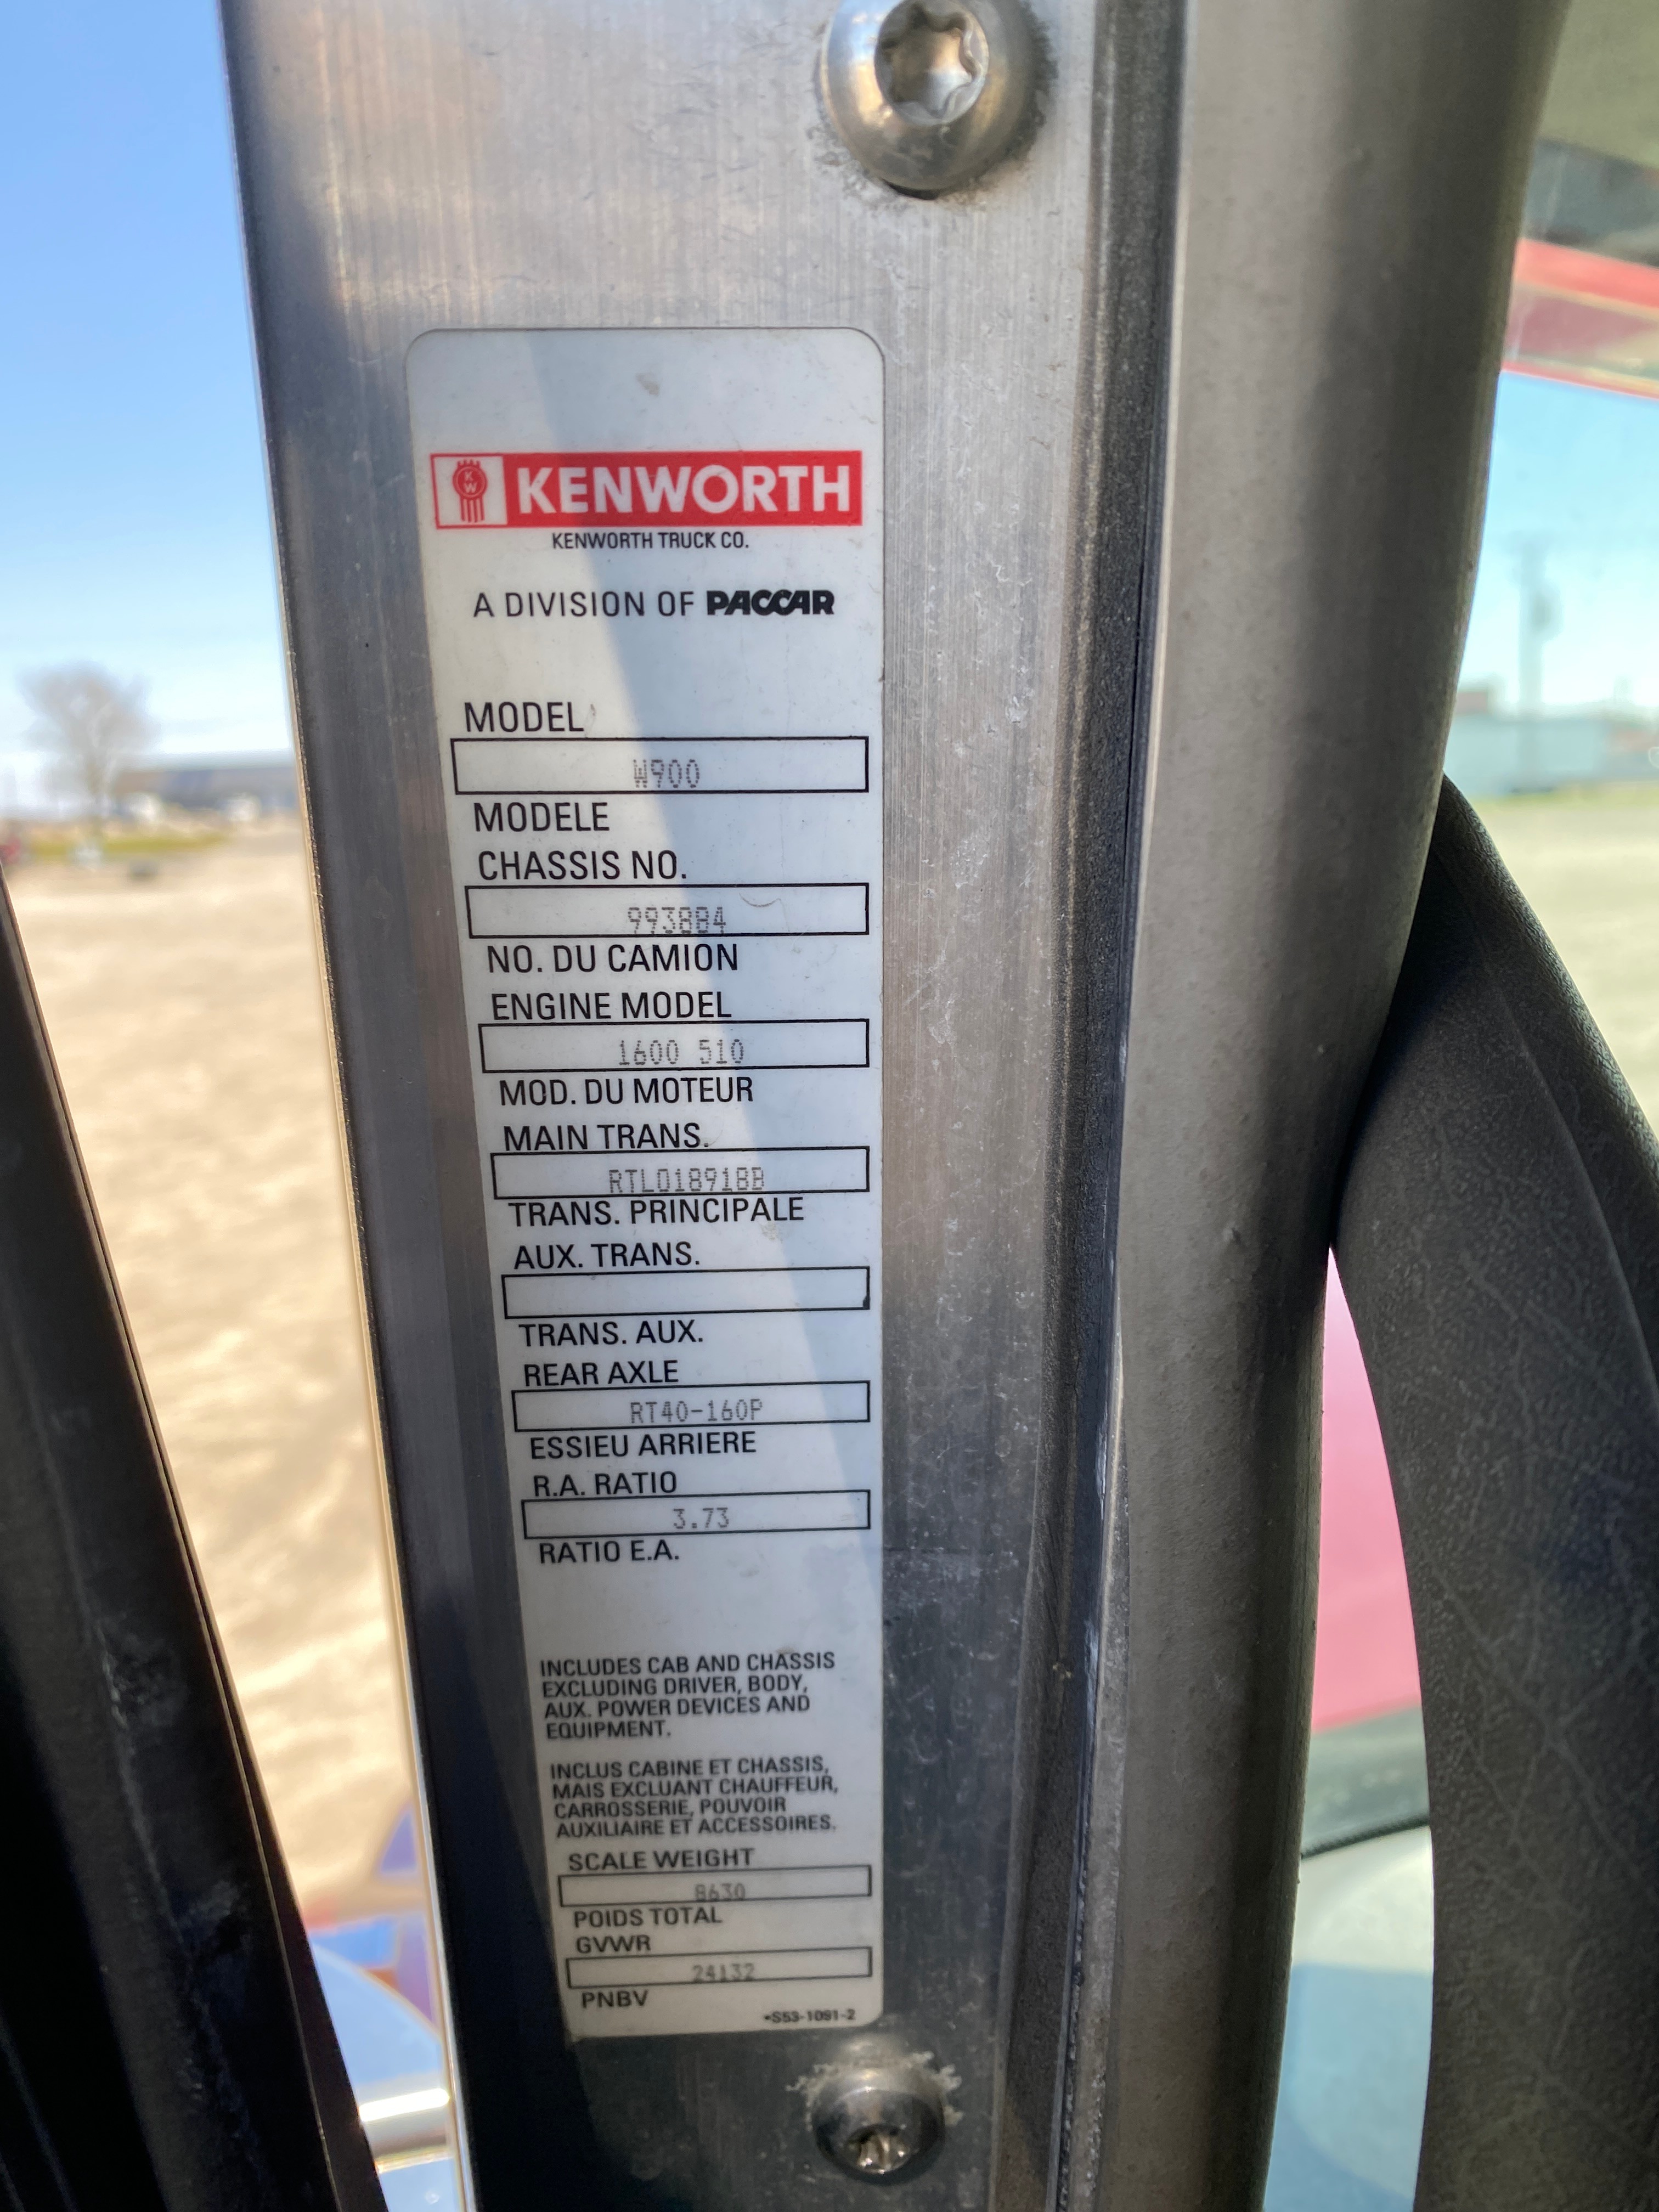 KW KENWORTH
KENWORTH TRUCK CO.
A DIVISION OF PACCAR
MODEL
W900
MODELE
CHASSIS NO.
993884
NO. DU CAMION
ENGINE MODEL
1600 510
MOD. DU MOTEUR
MAIN TRANS.
RTLO18918B
TRANS. PRINCIPALE
AUX. TRANS.
TRANS. AUX.
REAR AXLE
RT40-160P
ESSIEU ARRIERE
R.A. RATIO
3.73
RATIO E.A.
INCLUDES CAB AND CHASSIS
EXCLUDING DRIVER, BODY,
AUX. POWER DEVICES AND
EQUIPMENT.
INCLUS CABINE ET CHASSIS,
MAIS EXCLUANT CHAUFFEUR,
CARROSSERIE, POUVOIR
AUXILIAIRE ET ACCESSOIRES.
SCALE WEIGHT
8630
POIDS TOTAL
GVWR
24132
PNBV
•S53-1091-2